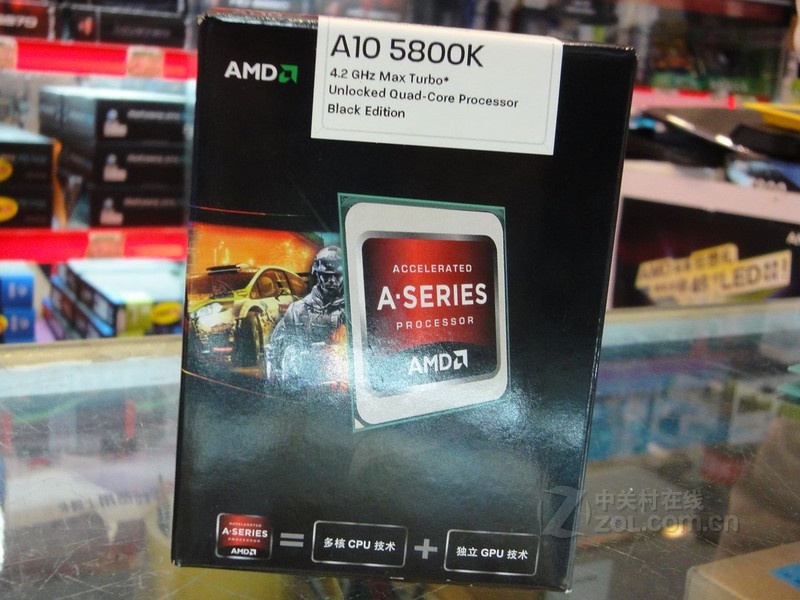 AMD
A10 5800K
4.2 GHz Max Turbo*
Unlocked Quad-Core Processor
Black Edition
ACCELERATED
A-SERIES
PROCESSOR
AMD
ACCELERATED
A-SERIES
PROCESSOR
AMD
=
多核 CPU 技术
+
独立 GPU 技术
中关村在线
zol.com.cn